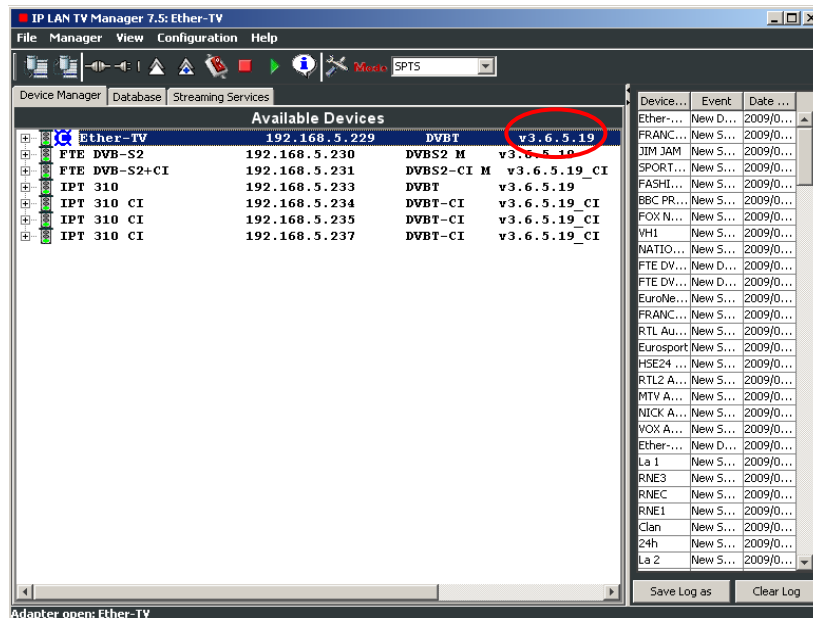 IP LAN TV Manager 7.5: Ether-TV
File Manager View Configuration Help
Mode SPTS
Device Manager Database Streaming Services
Available Devices
Ether-TV 192.168.5.229 DVBT v3.6.5.19
FTE DVB-S2 192.168.5.230 DVBS2 M v3.6.5.19
FTE DVB-S2+CI 192.168.5.231 DVBS2-CI M v3.6.5.19_CI
IPT 310 192.168.5.233 DVBT v3.6.5.19
IPT 310 CI 192.168.5.234 DVBT-CI v3.6.5.19_CI
IPT 310 CI 192.168.5.235 DVBT-CI v3.6.5.19_CI
IPT 310 CI 192.168.5.237 DVBT-CI v3.6.5.19_CI
Device... Event Date ...
Ether-... New D... 2009/0...
FRANC... New S... 2009/0...
JIM JAM New S... 2009/0...
SPORT... New S... 2009/0...
FASHI... New S... 2009/0...
BBC PR... New S... 2009/0...
FOX N... New S... 2009/0...
VH1 New S... 2009/0...
NATIO... New S... 2009/0...
FTE DV... New D... 2009/0...
FTE DV... New D... 2009/0...
EuroNe... New S... 2009/0...
FRANC... New S... 2009/0...
RTL Au... New S... 2009/0...
Eurosport New S... 2009/0...
HSE24 ... New S... 2009/0...
RTL2 A... New S... 2009/0...
MTV A... New S... 2009/0...
NICK A... New S... 2009/0...
VOX A... New S... 2009/0...
Ether-... New D... 2009/0...
La 1 New S... 2009/0...
RNE3 New S... 2009/0...
RNEC New S... 2009/0...
RNE1 New S... 2009/0...
Clan New S... 2009/0...
24h New S... 2009/0...
La 2 New S... 2009/0...
Save Log as Clear Log
Adapter open: Ether-TV